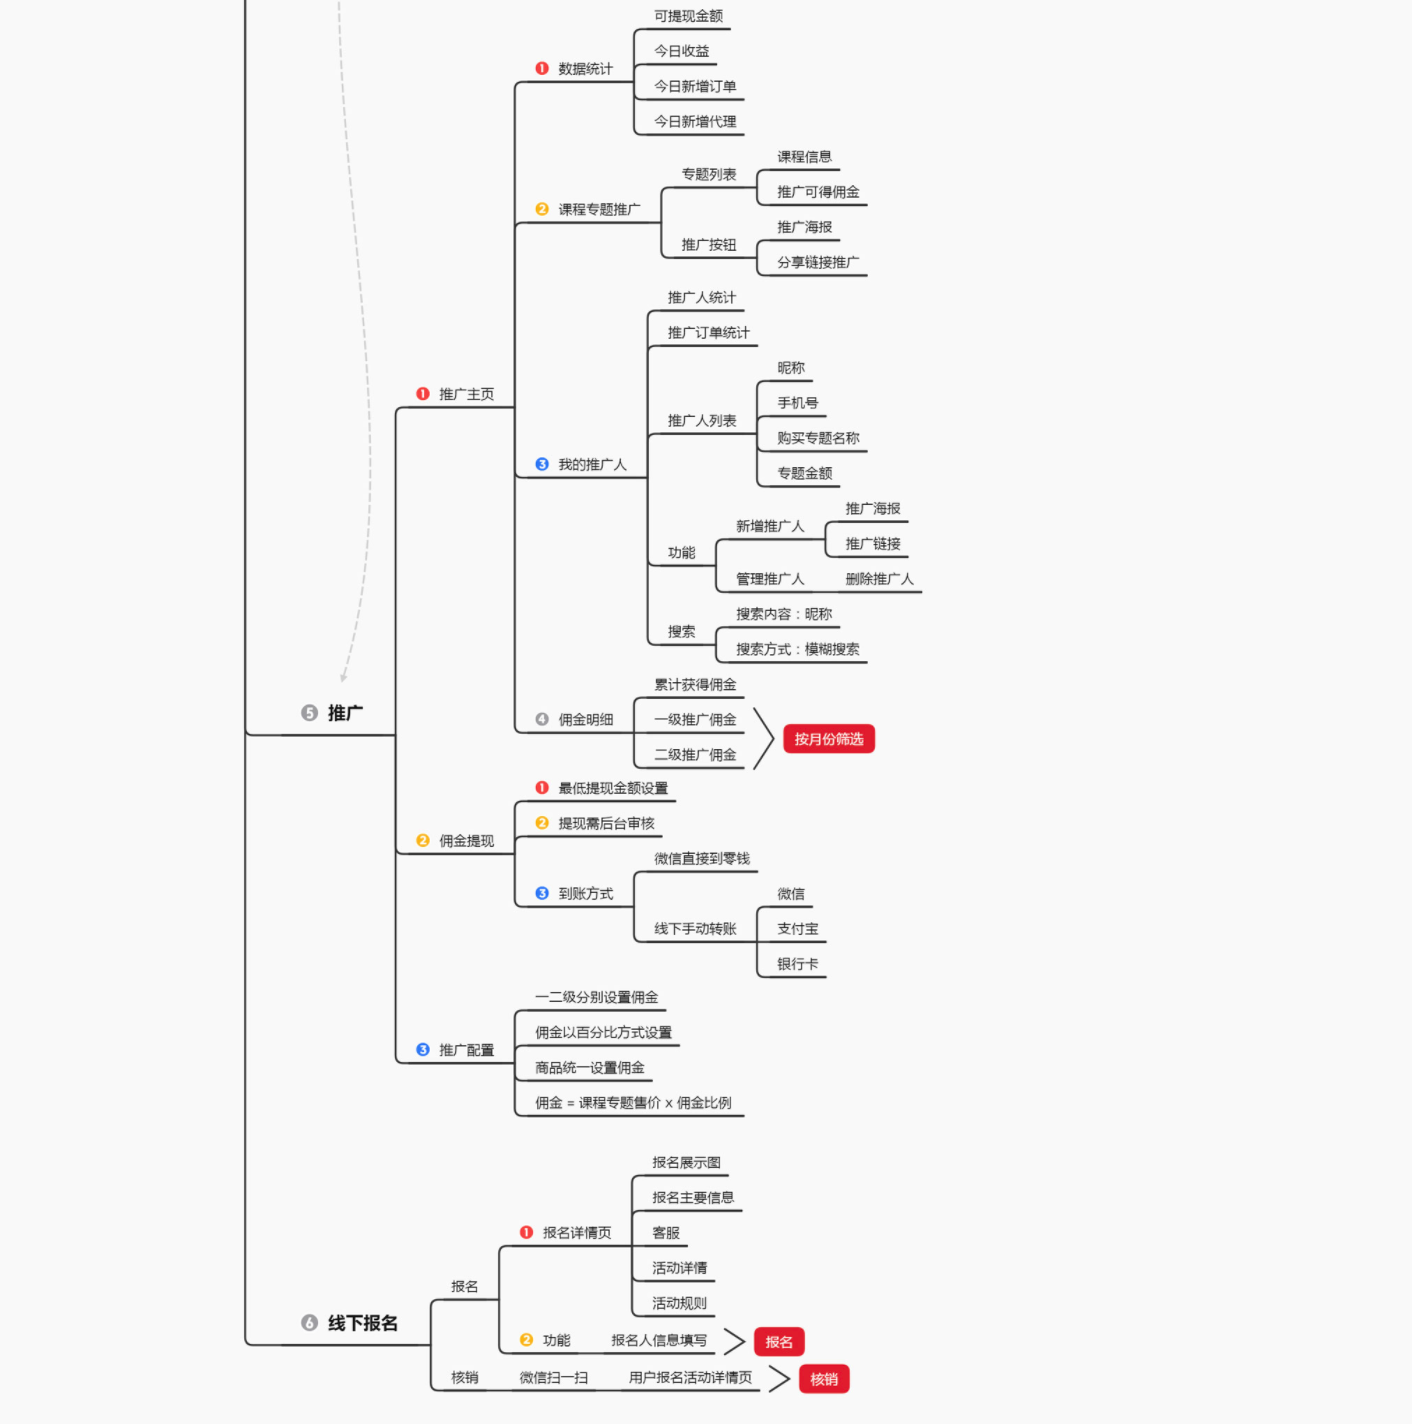 可提现金额
今日收益
❶ 数据统计
今日新增订单
今日新增代理
课程信息
专题列表
推广可得佣金
❷ 课程专题推广
推广海报
推广按钮
分享链接推广
推广人统计
推广订单统计
昵称
❶ 推广主页
手机号
推广人列表
购买专题名称
❸ 我的推广人
专题金额
推广海报
新增推广人
推广链接
功能
管理推广人
删除推广人
搜索内容：昵称
搜索
搜索方式：模糊搜索
累计获得佣金
❺ 推广
❹ 佣金明细
一级推广佣金
按月份筛选
二级推广佣金
❶ 最低提现金额设置
❷ 提现需后台审核
❷ 佣金提现
微信直接到零钱
❸ 到账方式
微信
线下手动转账
支付宝
银行卡
一二级分别设置佣金
佣金以百分比方式设置
❸ 推广配置
商品统一设置佣金
佣金 = 课程专题售价 x 佣金比例
报名展示图
报名主要信息
❶ 报名详情页
客服
活动详情
报名
活动规则
❻ 线下报名
❷ 功能
报名人信息填写
报名
核销
微信扫一扫
用户报名活动详情页
核销